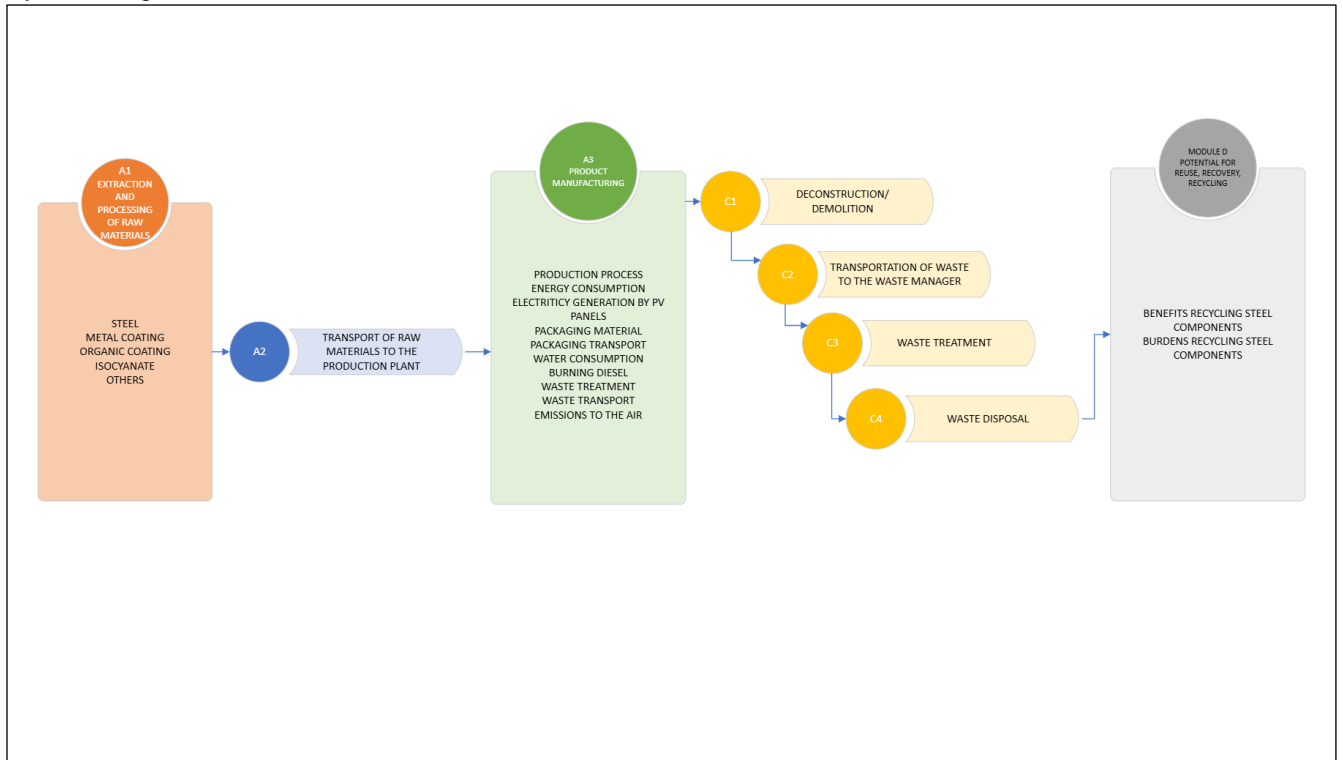 A1
EXTRACTION
AND
PROCESSING
OF RAW
MATERIALS
STEEL
METAL COATING
ORGANIC COATING
ISOCYANATE
OTHERS
A2
TRANSPORT OF RAW
MATERIALS TO THE
PRODUCTION PLANT
A3
PRODUCT
MANUFACTURING
PRODUCTION PROCESS
ENERGY CONSUMPTION
ELECTRITICY GENERATION BY PV
PANELS
PACKAGING MATERIAL
PACKAGING TRANSPORT
WATER CONSUMPTION
BURNING DIESEL
WASTE TREATMENT
WASTE TRANSPORT
EMISSIONS TO THE AIR
C1
DECONSTRUCTION/
DEMOLITION
C2
TRANSPORTATION OF WASTE
TO THE WASTE MANAGER
C3
WASTE TREATMENT
C4
WASTE DISPOSAL
MODULE D
POTENTIAL FOR
REUSE, RECOVERY,
RECYCLING
BENEFITS RECYCLING STEEL
COMPONENTS
BURDENS RECYCLING STEEL
COMPONENTS